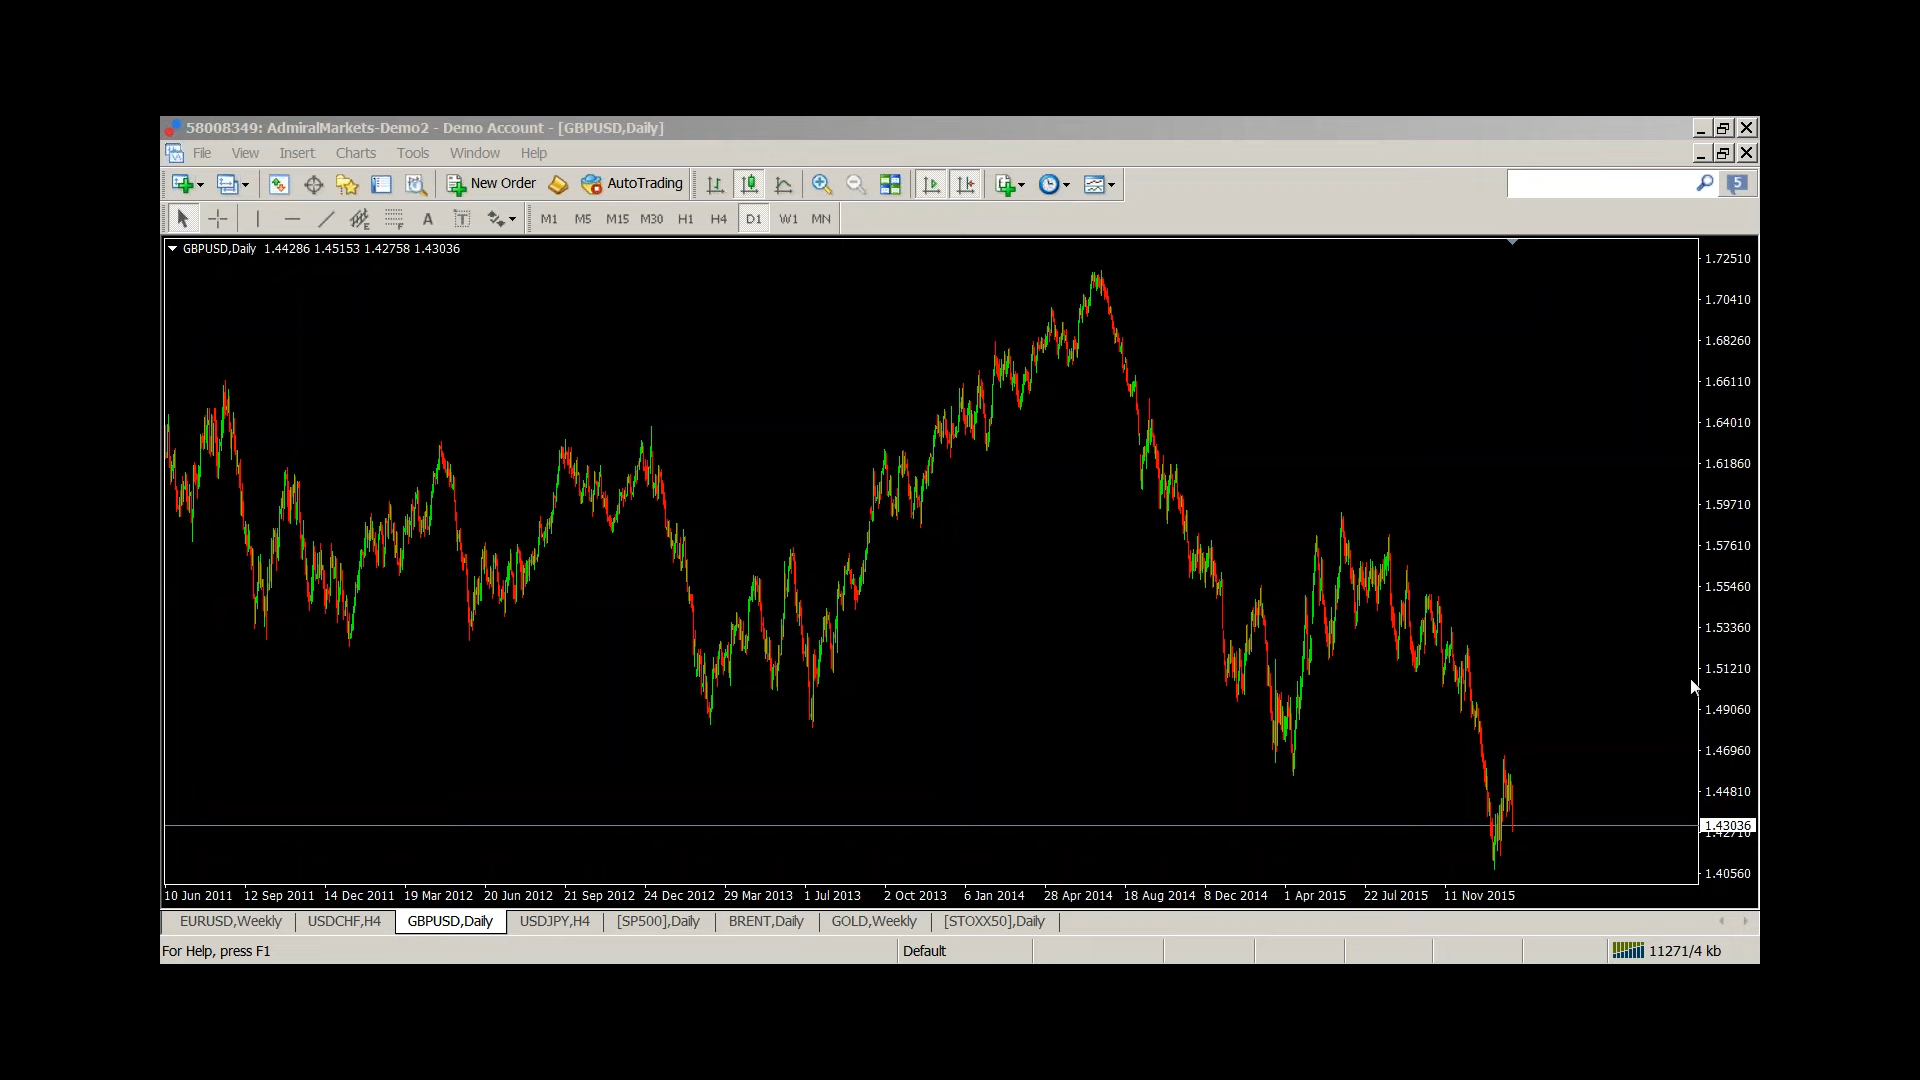 58008349: AdmiralMarkets-Demo2 - Demo Account - [GBPUSD,Daily]
File View Insert Charts Tools Window Help
New Order AutoTrading 5
E F A T M1 M5 M15 M30 H1 H4 D1 W1 MN
GBPUSD,Daily 1.44286 1.45153 1.42758 1.43036
1.72510
1.70410
1.68260
1.66110
1.64010
1.61860
1.59710
1.57610
1.55460
1.53360
1.51210
1.49060
1.46960
1.44810
1.43036
1.42710
1.40560
10 Jun 2011 12 Sep 2011 14 Dec 2011 19 Mar 2012 20 Jun 2012 21 Sep 2012 24 Dec 2012 29 Mar 2013 1 Jul 2013 2 Oct 2013 6 Jan 2014 28 Apr 2014 18 Aug 2014 8 Dec 2014 1 Apr 2015 22 Jul 2015 11 Nov 2015
EURUSD,Weekly USDCHF,H4 GBPUSD,Daily USDJPY,H4 [SP500],Daily BRENT,Daily GOLD,Weekly [STOXX50],Daily
For Help, press F1 Default 11271/4 kb